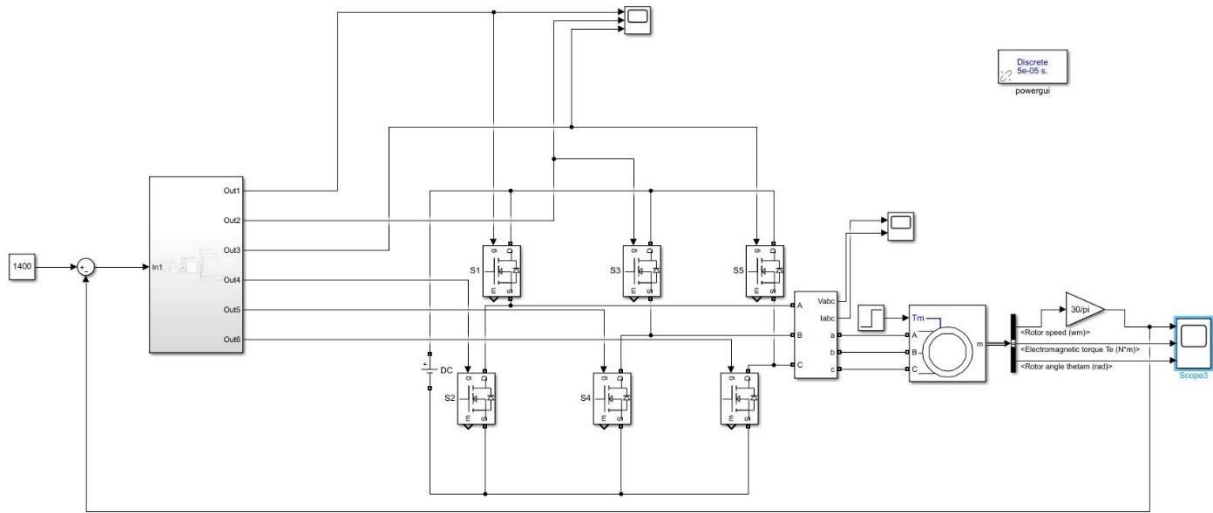 Discrete
5e-05 s.
powergui
1400
+
-
In1
Out1
Out2
Out3
Out4
Out5
Out6
g
D
S1
m
S
g
D
S3
m
S
g
D
S5
m
S
+
DC
g
D
S2
m
S
g
D
S4
m
S
g
D
m
S
A
B
C
Vabc
Iabc
a
b
c
Tm
A
B
C
m
30/pi
<Rotor speed (wm)>
<Electromagnetic torque Te (N*m)>
<Rotor angle thetam (rad)>
Scope3